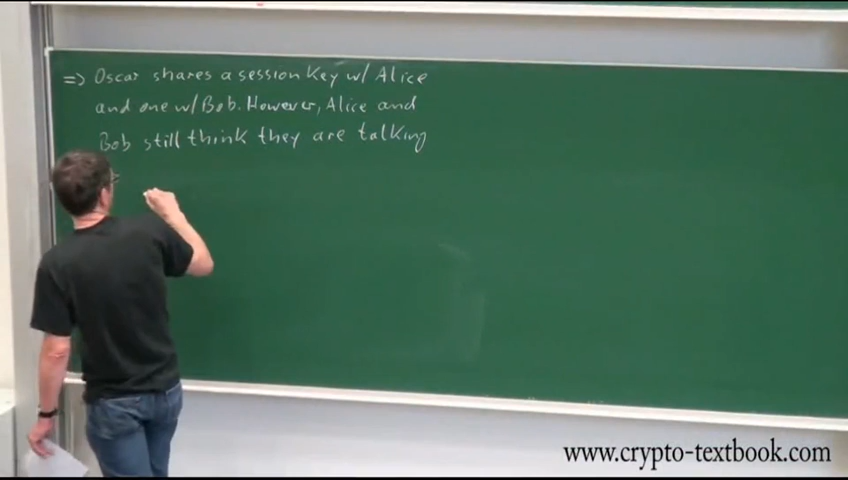 => Oscar shares a session Key w/ Alice
and one w/ Bob. However, Alice and
Bob still think they are talking
www.crypto-textbook.com